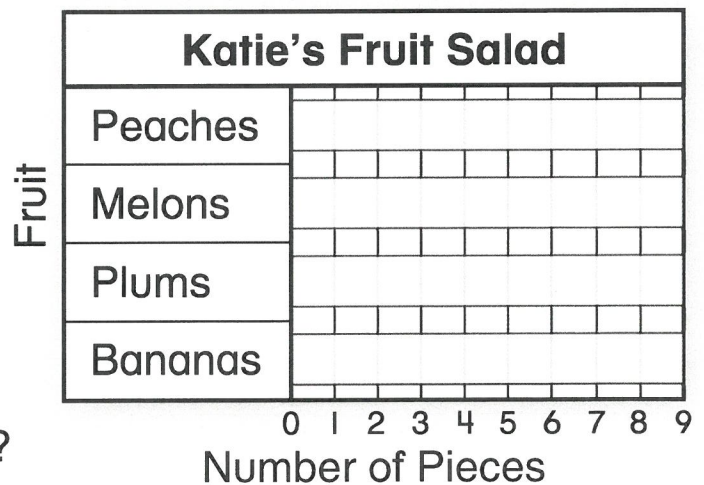 Katie's Fruit Salad
Fruit
Peaches
Melons
Plums
Bananas
0 1 2 3 4 5 6 7 8 9
Number of Pieces
?